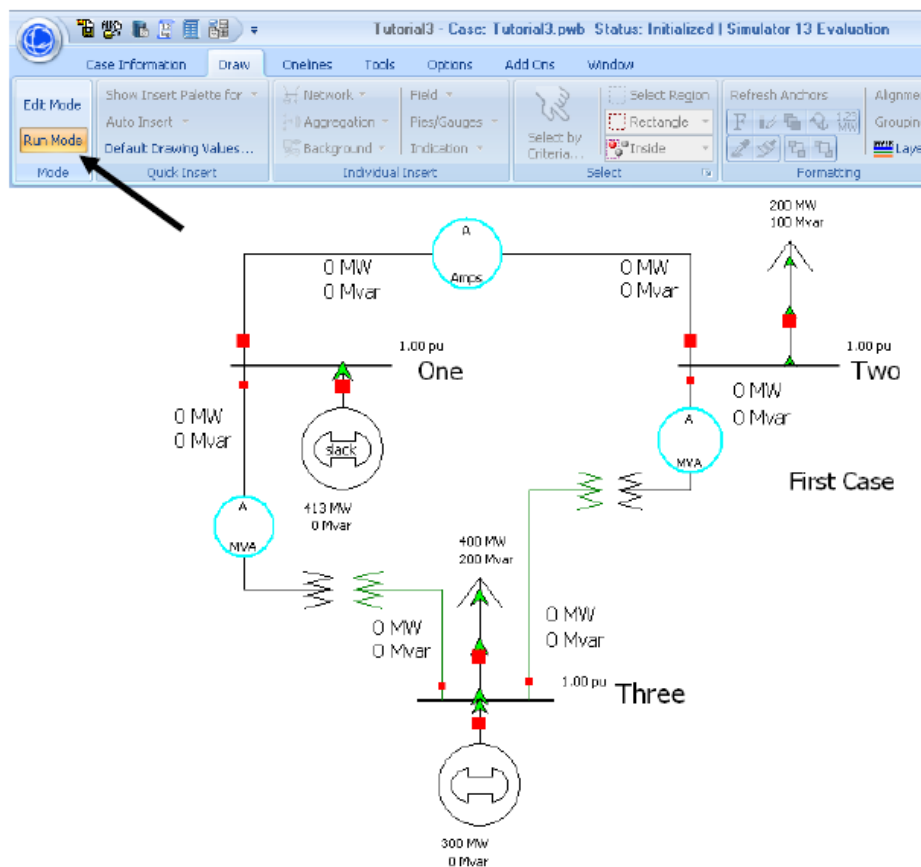 Tutorial3 - Case: Tutorial3.pwb Status: Initialized | Simulator 13 Evaluation
Case Information Draw Onelines Tools Options Add Ons Window
Edit Mode
Run Mode
Mode
Show Insert Palette for
Auto Insert
Default Drawing Values...
Quick Insert
Network
Aggregation
Background
Field
Pies/Gauges
Indication
Individual Insert
Select by
Criteria...
Select Region
Rectangle
Inside
Select
Refresh Anchors
F
Formatting
Alignme
Groupin
Laye
200 MW
100 Mvar
A
Amps
0 MW
0 Mvar
0 MW
0 Mvar
1.00 pu
One
1.00 pu
Two
0 MW
0 Mvar
slack
0 MW
0 Mvar
A
MVA
First Case
413 MW
0 Mvar
A
MVA
400 MW
200 Mvar
0 MW
0 Mvar
0 MW
0 Mvar
1.00 pu
Three
300 MW
0 Mvar